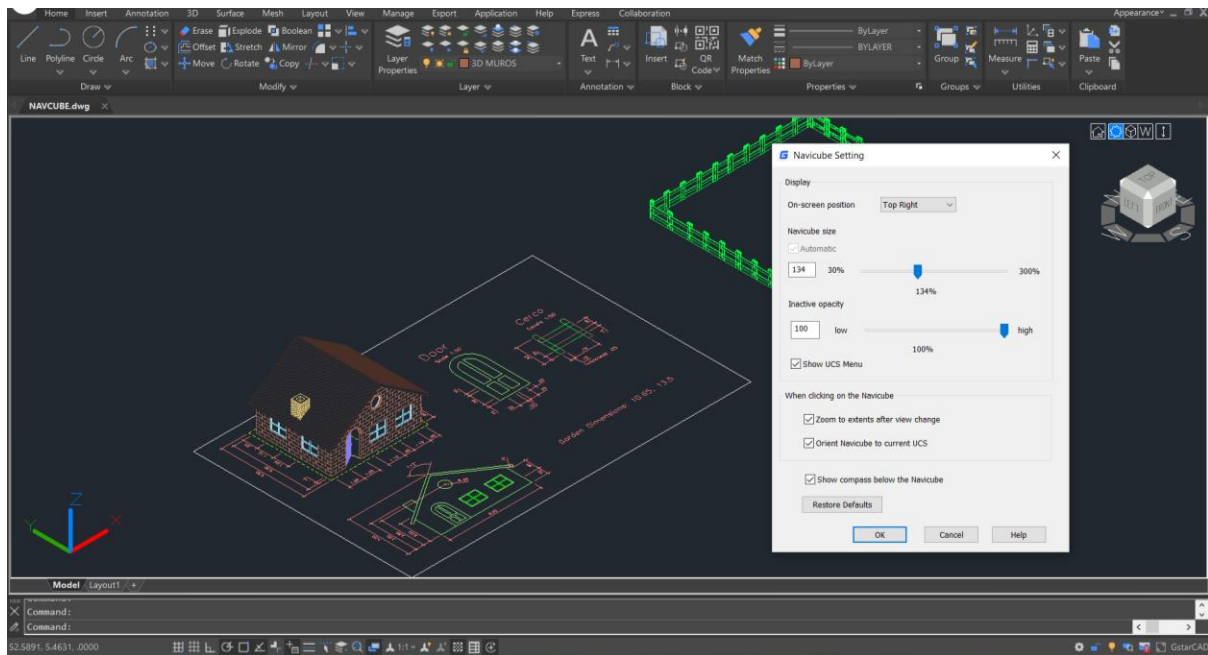 Home Insert Annotation 3D Surface Mesh Layout View Manage Export Application Help Express Collaboration Appearance
Line Polyline Circle Arc
Erase Explode Boolean
Offset Stretch Mirror
Move Rotate Copy
Layer Properties
3D MUROS
Text
Insert
QR Code
Match Properties
ByLayer
BYLAYER
ByLayer
Group
Measure
Paste
Draw Modify Layer Annotation Block Properties Groups Utilities Clipboard
NAVCUBE.dwg
W
TOP
LEFT FRONT
W S
Navicube Setting
Display
On-screen position Top Right
Navicube size
Automatic
134 30% 300%
134%
Inactive opacity
100 low high
100%
Show UCS Menu
When clicking on the Navicube
Zoom to extents after view change
Orient Navicube to current UCS
Show compass below the Navicube
Restore Defaults
OK Cancel Help
Cerco
Door
Garden Dimensions: 10.65, 13.5
Z
Y X
Model Layout1 +
Command:
Command:
52.5891, 5.4631, .0000 1:1 GstarCAD